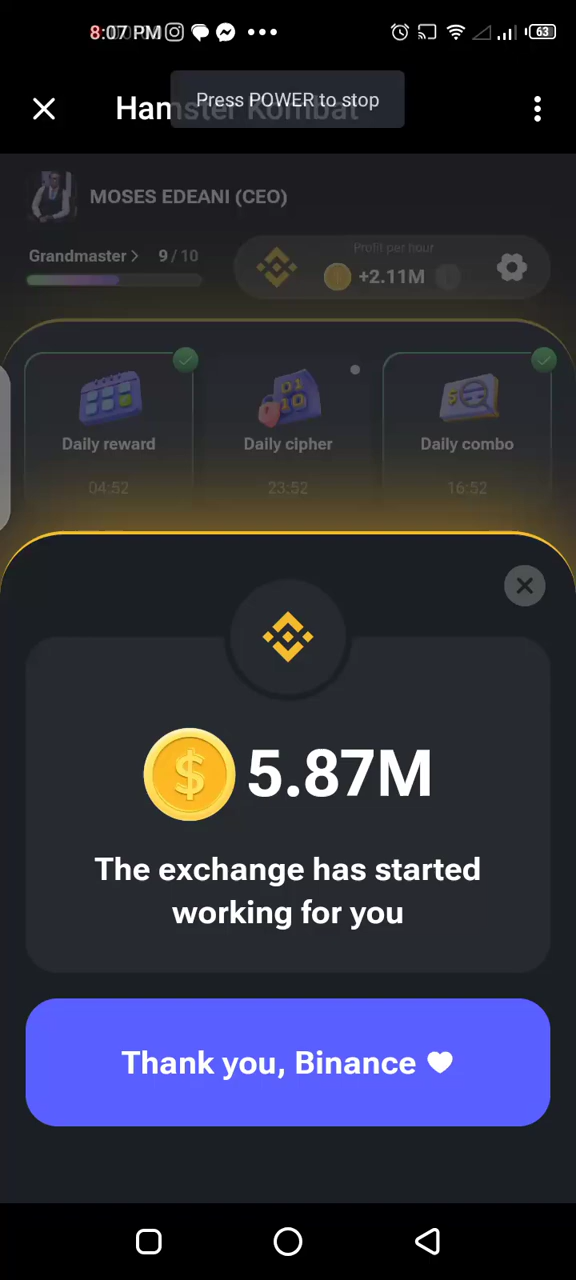 8:07 PM
63
Hamster Kombat
Press POWER to stop
MOSES EDEANI (CEO)
Grandmaster > 9 / 10
Profit per hour
+2.11M
Daily reward
Daily cipher
Daily combo
04:52
23:52
16:52
5.87M
The exchange has started
working for you
Thank you, Binance